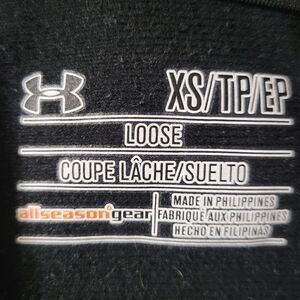 XS/TP/EP
LOOSE
COUPE LÂCHE/SUELTO
allseasongear
MADE IN PHILIPPINES
FABRIQUÉ AUX PHILIPPINES
HECHO EN FILIPINAS